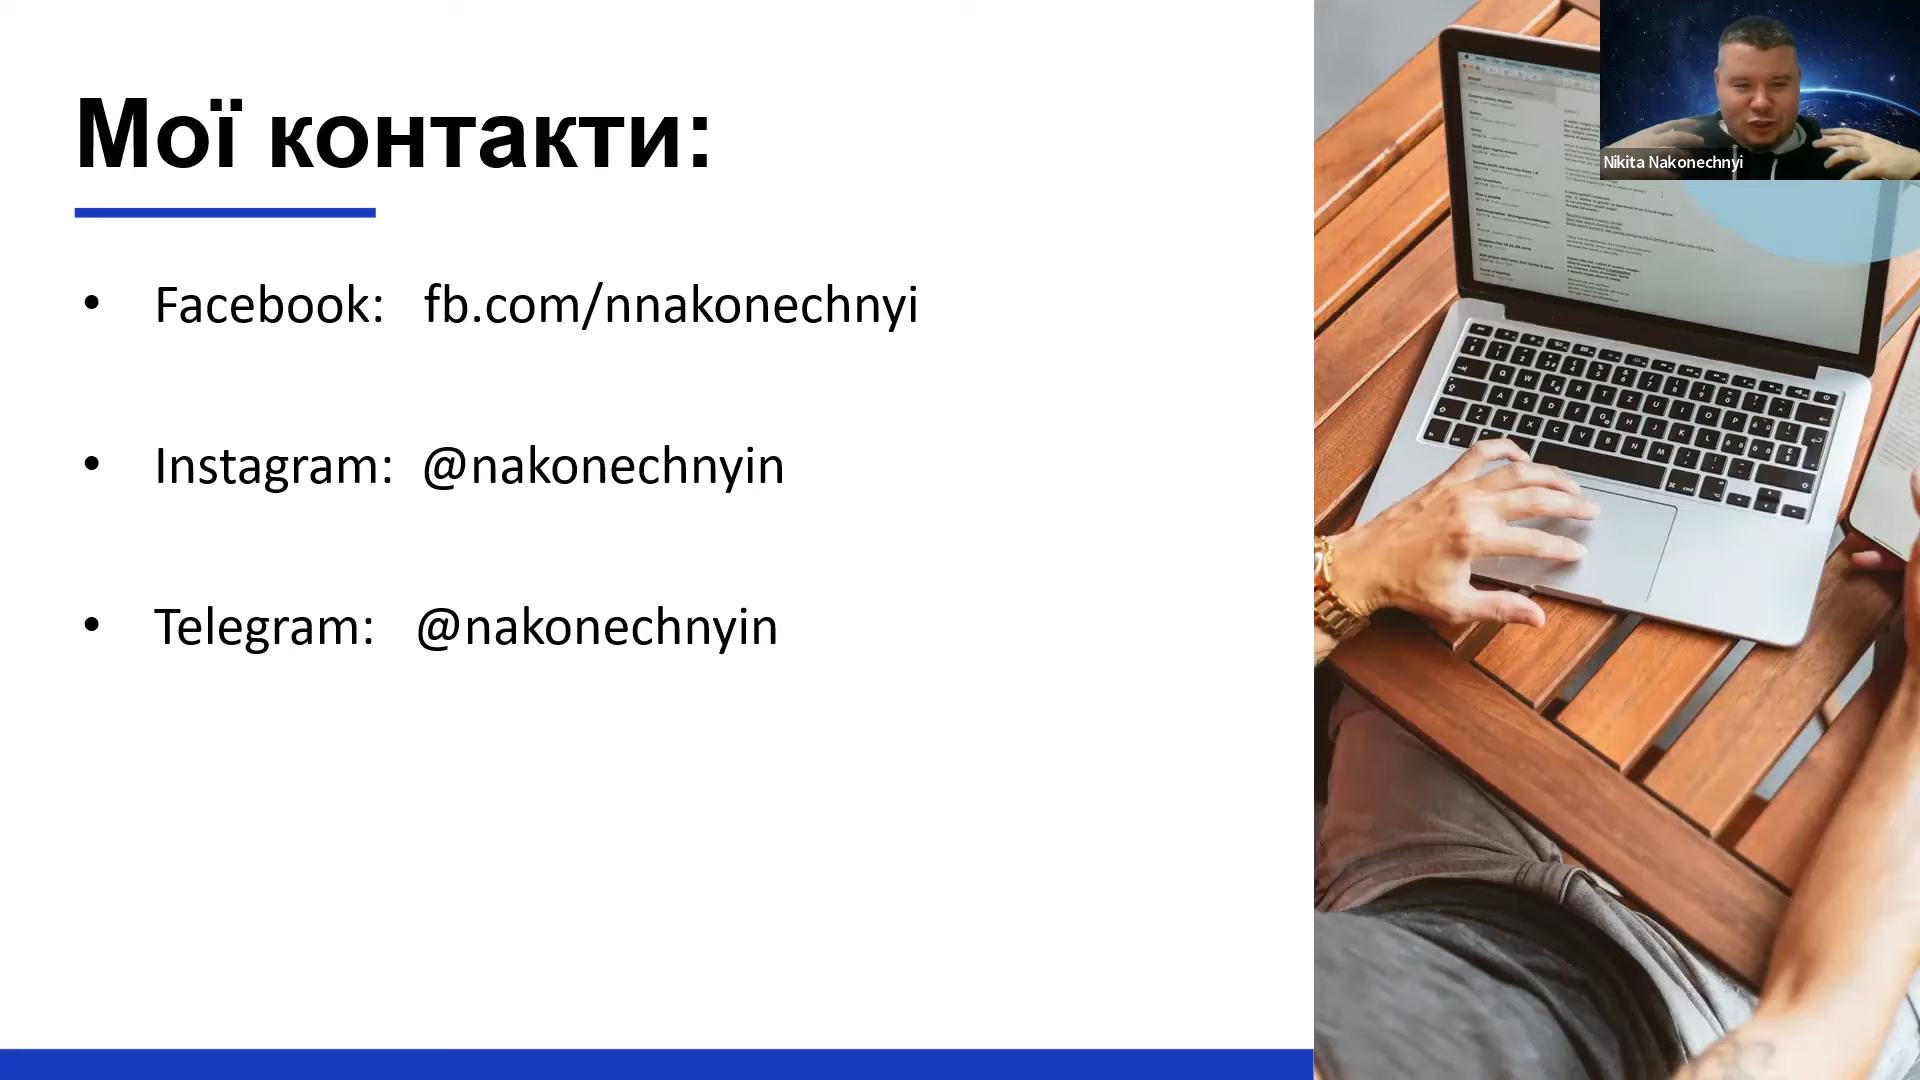 Мої контакти:
• Facebook: fb.com/nnakonechnyi
• Instagram: @nakonechnyin
• Telegram: @nakonechnyin
Nikita Nakonechnyi